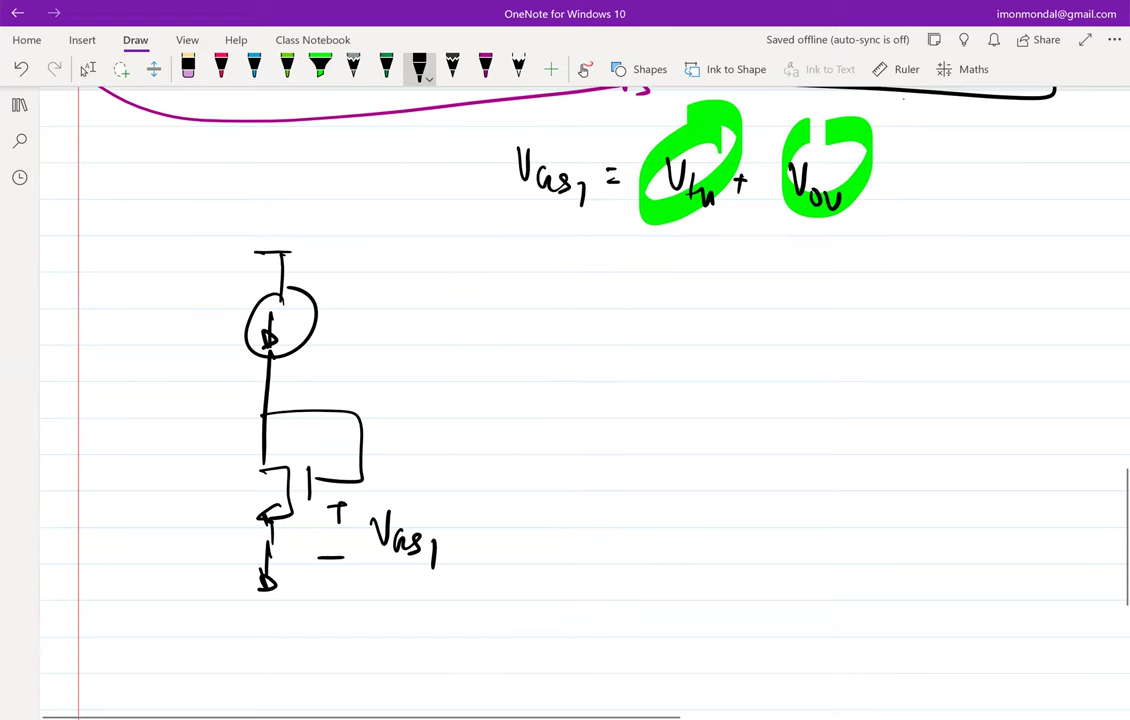 OneNote for Windows 10
imonmondal@gmail.com
Home Insert Draw View Help Class Notebook
Saved offline (auto-sync is off) Share
Shapes Ink to Shape Ink to Text Ruler Maths
VGS1 = Vtn + Vov
+
VGS1
−